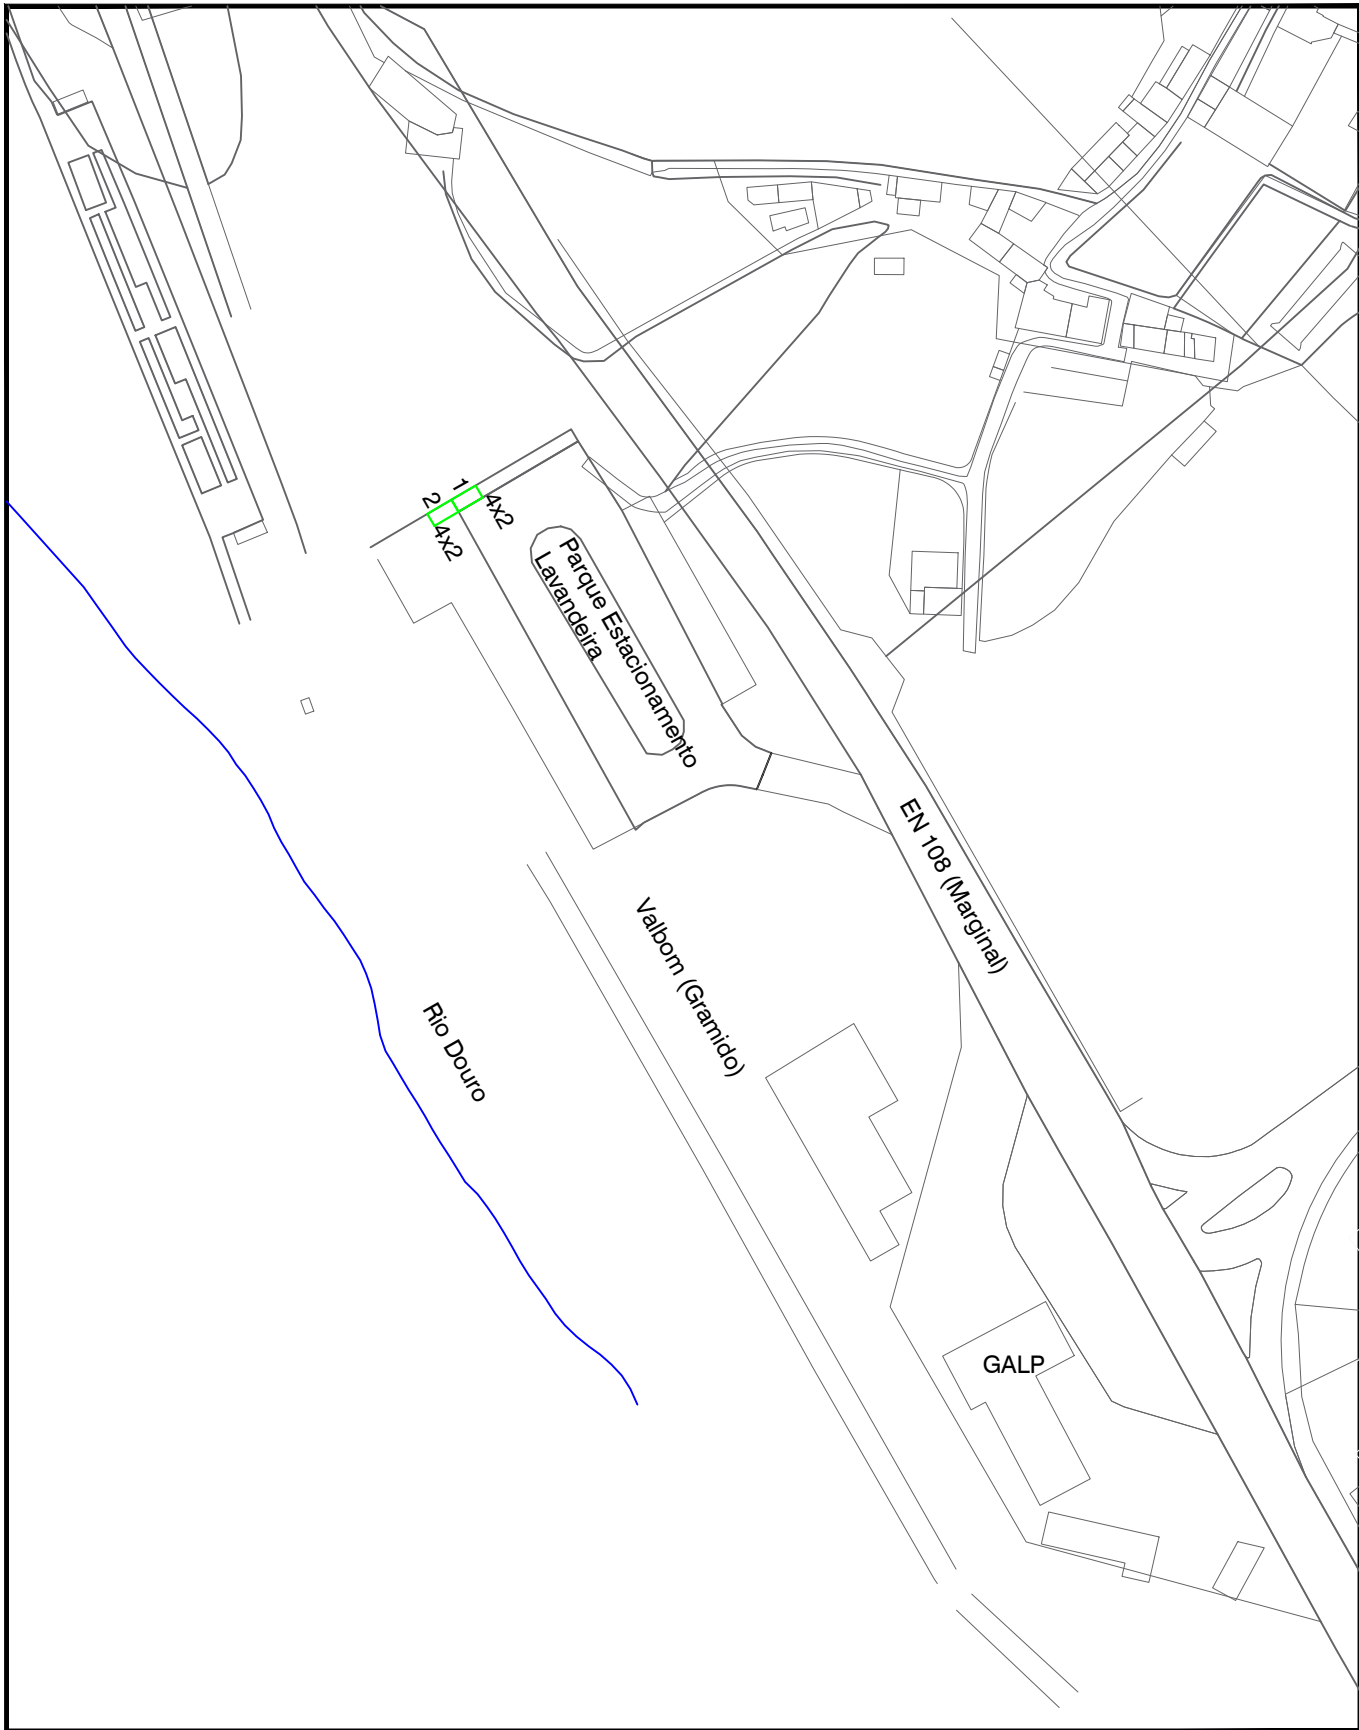 1
2
4x2
4x2
Parque Estacionamento
Lavandeira
EN 108 (Marginal)
Valbom (Gramido)
Rio Douro
GALP